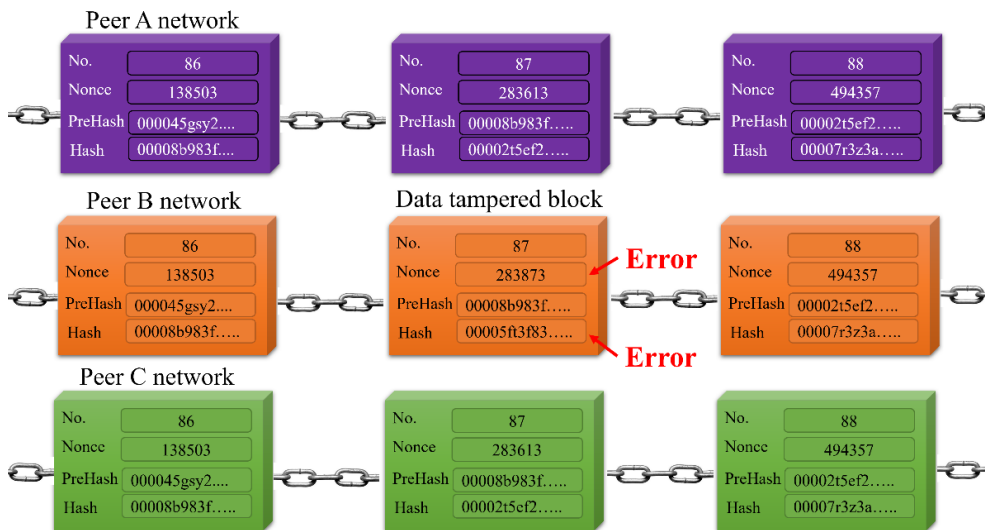 Peer A network
No. 86
Nonce 138503
PreHash 000045gsy2....
Hash 00008b983f....
No. 87
Nonce 283613
PreHash 00008b983f…..
Hash 00002t5ef2…..
No. 88
Nonce 494357
PreHash 00002t5ef2…..
Hash 00007r3z3a…..
Peer B network
No. 86
Nonce 138503
PreHash 000045gsy2....
Hash 00008b983f…..
Data tampered block
No. 87
Nonce 283873
PreHash 00008b983f…..
Hash 00005ft3f83…..
Error
Error
No. 88
Nonce 494357
PreHash 00002t5ef2…..
Hash 00007r3z3a…..
Peer C network
No. 86
Nonce 138503
PreHash 000045gsy2....
Hash 00008b983f…..
No. 87
Nonce 283613
PreHash 00008b983f…..
Hash 00002t5ef2…..
No. 88
Nonce 494357
PreHash 00002t5ef2…..
Hash 00007r3z3a…..